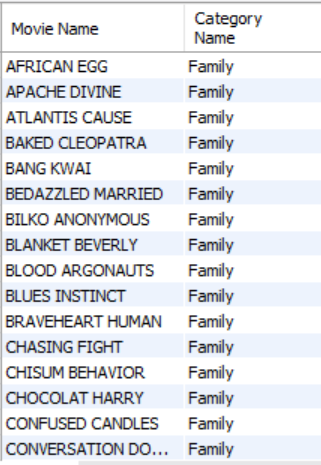 Movie Name Category Name
AFRICAN EGG Family
APACHE DIVINE Family
ATLANTIS CAUSE Family
BAKED CLEOPATRA Family
BANG KWAI Family
BEDAZZLED MARRIED Family
BILKO ANONYMOUS Family
BLANKET BEVERLY Family
BLOOD ARGONAUTS Family
BLUES INSTINCT Family
BRAVEHEART HUMAN Family
CHASING FIGHT Family
CHISUM BEHAVIOR Family
CHOCOLAT HARRY Family
CONFUSED CANDLES Family
CONVERSATION DO... Family